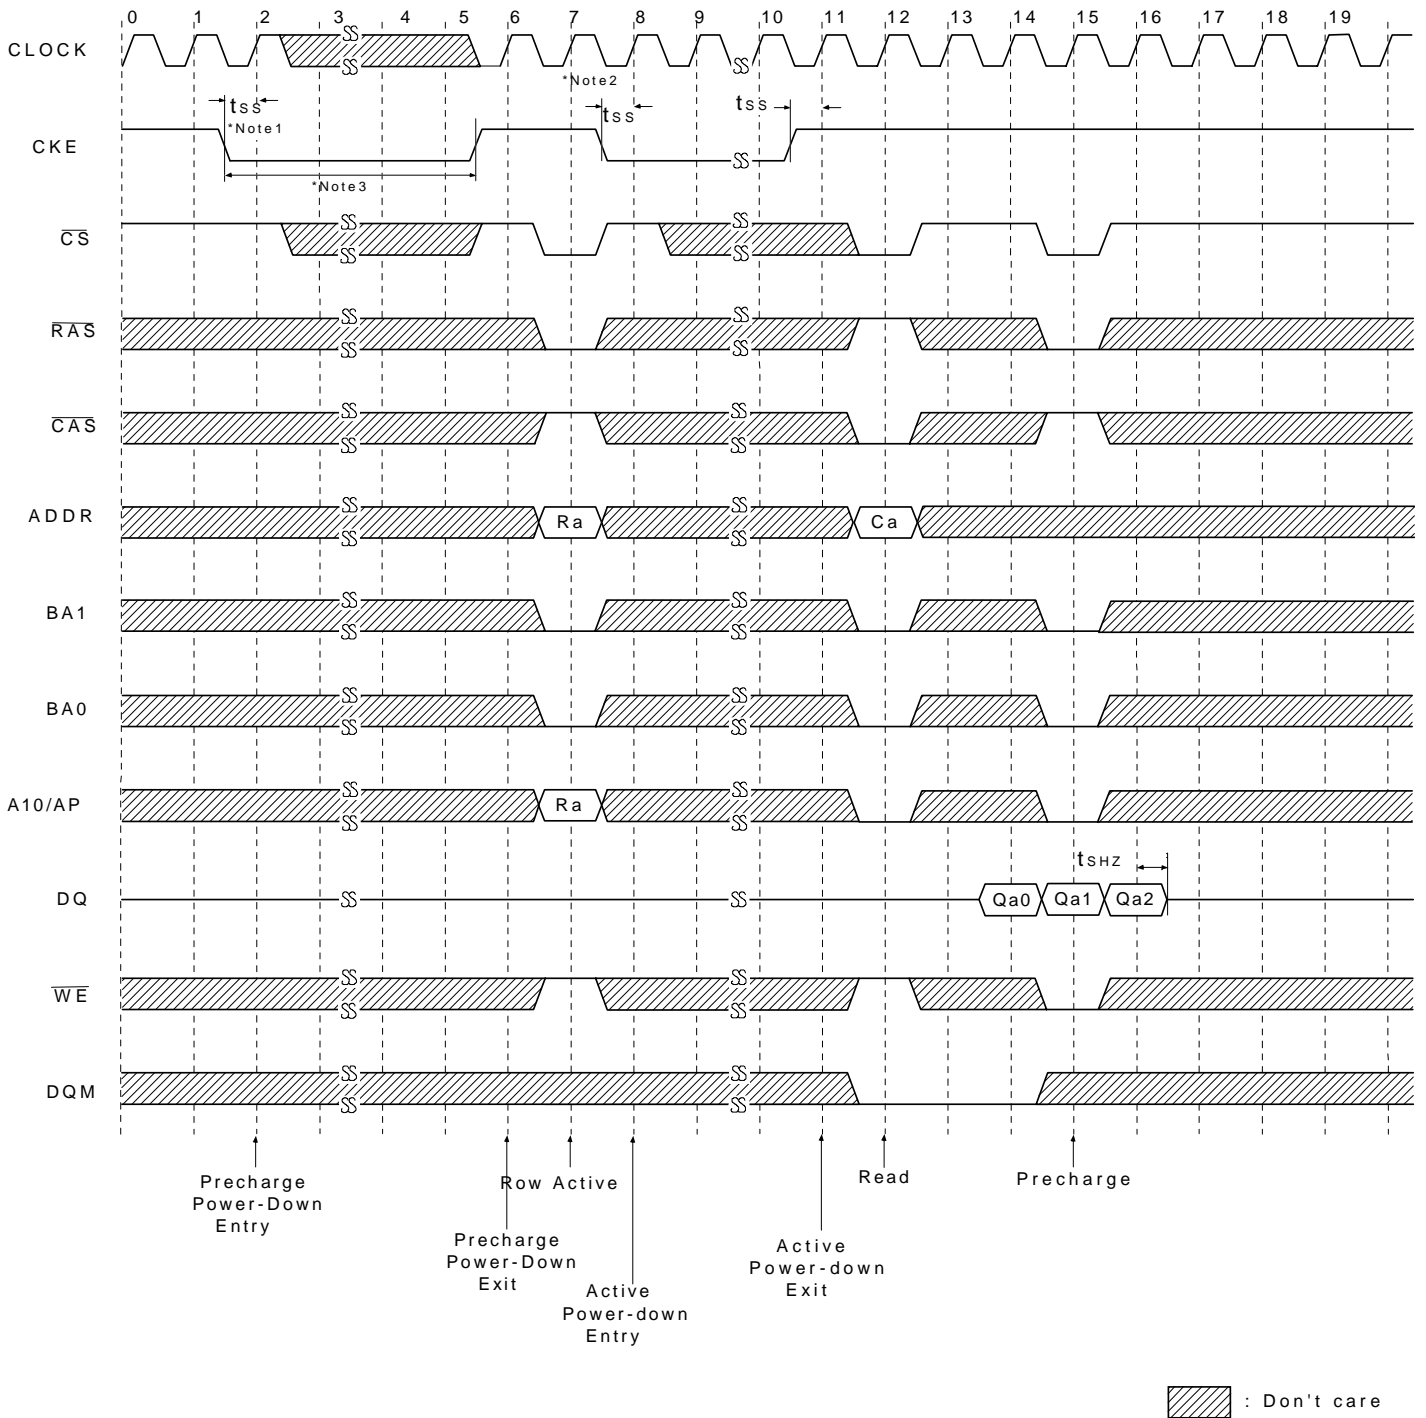 0 1 2 3 4 5 6 7 8 9 10 11 12 13 14 15 16 17 18 19
CLOCK
*Note2
tSS
*Note1
tSS
tSS
CKE
*Note3
CS
RAS
CAS
ADDR Ra Ca
BA1
BA0
A10/AP Ra
tSHZ
DQ Qa0 Qa1 Qa2
WE
DQM
Precharge
Power-Down
Entry
Row Active
Read
Precharge
Precharge
Power-Down
Exit
Active
Power-down
Exit
Active
Power-down
Entry
: Don't care